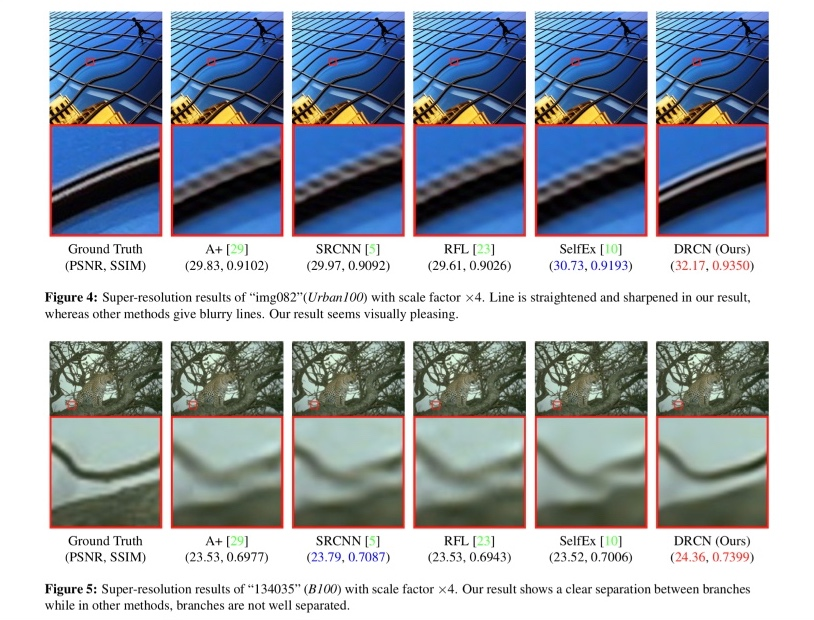 Ground Truth A+ [29] SRCNN [5] RFL [23] SelfEx [10] DRCN (Ours)
(PSNR, SSIM) (29.83, 0.9102) (29.97, 0.9092) (29.61, 0.9026) (30.73, 0.9193) (32.17, 0.9350)
Figure 4: Super-resolution results of “img082”(Urban100) with scale factor ×4. Line is straightened and sharpened in our result,
whereas other methods give blurry lines. Our result seems visually pleasing.
Ground Truth A+ [29] SRCNN [5] RFL [23] SelfEx [10] DRCN (Ours)
(PSNR, SSIM) (23.53, 0.6977) (23.79, 0.7087) (23.53, 0.6943) (23.52, 0.7006) (24.36, 0.7399)
Figure 5: Super-resolution results of “134035” (B100) with scale factor ×4. Our result shows a clear separation between branches
while in other methods, branches are not well separated.